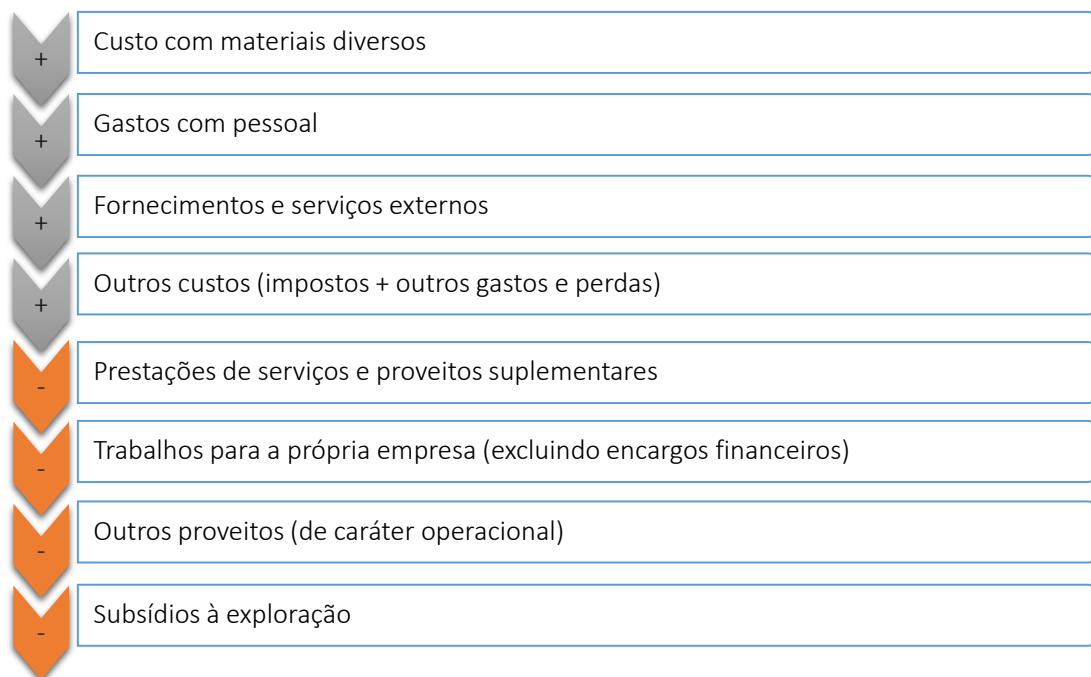 + Custo com materiais diversos
+ Gastos com pessoal
+ Fornecimentos e serviços externos
+ Outros custos (impostos + outros gastos e perdas)
- Prestações de serviços e proveitos suplementares
- Trabalhos para a própria empresa (excluindo encargos financeiros)
- Outros proveitos (de caráter operacional)
- Subsídios à exploração